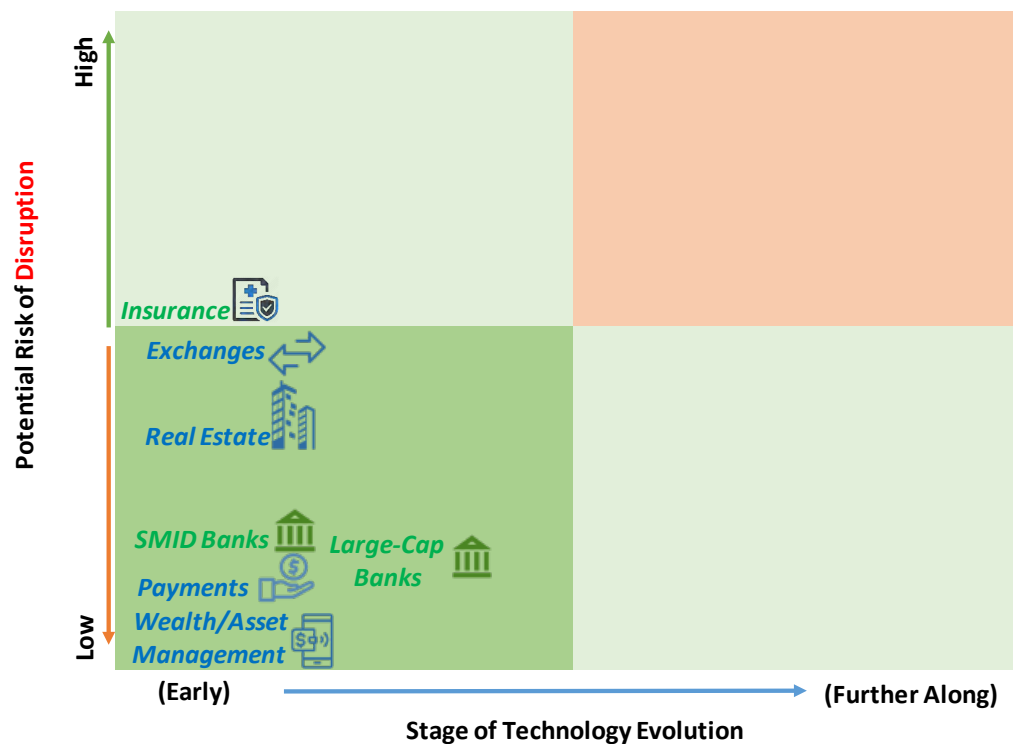 High
Potential Risk of Disruption
Low
Insurance
Exchanges
Real Estate
SMID Banks
Large-Cap
Banks
Payments
Wealth/Asset
Management
(Early)
(Further Along)
Stage of Technology Evolution